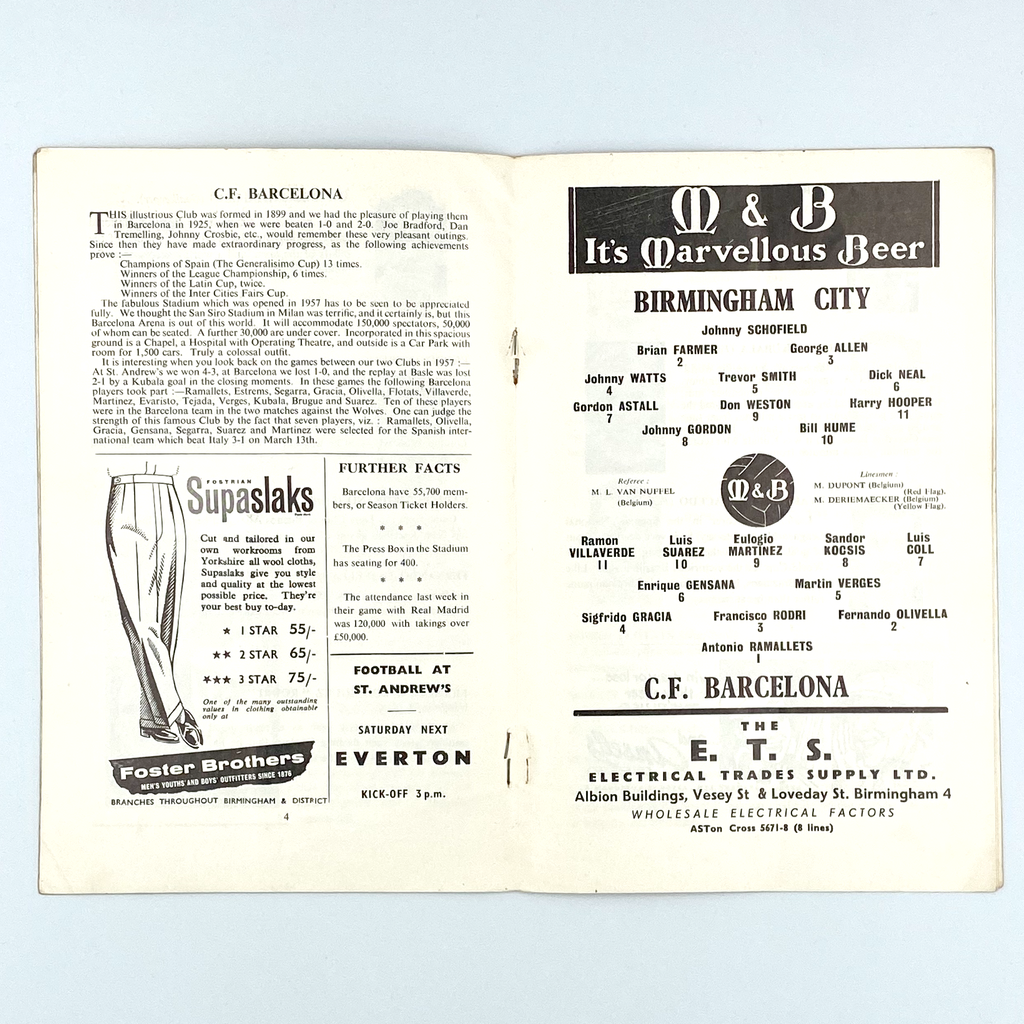 C.F. BARCELONA
THIS illustrious Club was formed in 1899 and we had the pleasure of playing them
in Barcelona in 1925, when we were beaten 1-0 and 2-0. Joe Bradford, Dan
Tremelling, Johnny Crosbie, etc., would remember these very pleasant outings.
Since then they have made extraordinary progress, as the following achievements
prove :—
Champions of Spain (The Generalisimo Cup) 13 times.
Winners of the League Championship, 6 times.
Winners of the Latin Cup, twice.
Winners of the Inter Cities Fairs Cup.
The fabulous Stadium which was opened in 1957 has to be seen to be appreciated
fully. We thought the San Siro Stadium in Milan was terrific, and it certainly is, but this
Barcelona Arena is out of this world. It will accommodate 150,000 spectators, 50,000
of whom can be seated. A further 30,000 are under cover. Incorporated in this spacious
ground is a Chapel, a Hospital with Operating Theatre, and outside is a Car Park with
room for 1,500 cars. Truly a colossal outfit.
It is interesting when you look back on the games between our two Clubs in 1957 :—
At St. Andrew's we won 4-3, at Barcelona we lost 1-0, and the replay at Basle was lost
2-1 by a Kubala goal in the closing moments. In these games the following Barcelona
players took part :—Ramallets, Estrems, Segarra, Gracia, Olivella, Flotats, Villaverde,
Martinez, Evaristo, Tejada, Verges, Kubala, Brugue and Suarez. Ten of these players
were in the Barcelona team in the two matches against the Wolves. One can judge the
strength of this famous Club by the fact that seven players, viz. : Ramallets, Olivella,
Gracia, Gensana, Segarra, Suarez and Martinez were selected for the Spanish inter-
national team which beat Italy 3-1 on March 13th.
FOSTRIAN
Supaslaks
Cut and tailored in our
own workrooms from
Yorkshire all wool cloths,
Supaslaks give you style
and quality at the lowest
possible price. They're
your best buy to-day.
★ 1 STAR 55/-
★★ 2 STAR 65/-
★★★ 3 STAR 75/-
One of the many outstanding
values in clothing obtainable
only at
Foster Brothers
MEN'S YOUTHS' AND BOYS' OUTFITTERS SINCE 1876
BRANCHES THROUGHOUT BIRMINGHAM & DISTRICT
FURTHER FACTS
Barcelona have 55,700 mem-
bers, or Season Ticket Holders.
* * *
The Press Box in the Stadium
has seating for 400.
* * *
The attendance last week in
their game with Real Madrid
was 120,000 with takings over
£50,000.
FOOTBALL AT
ST. ANDREW'S
SATURDAY NEXT
EVERTON
KICK-OFF 3 p.m.
4
M & B
It's Marvellous Beer
BIRMINGHAM CITY
Johnny SCHOFIELD
Brian FARMER George ALLEN
2 3
Johnny WATTS Trevor SMITH Dick NEAL
4 5 6
Gordon ASTALL Don WESTON Harry HOOPER
7 9 11
Johnny GORDON Bill HUME
8 10
Referee :
M. L. VAN NUFFEL
(Belgium)
M&B
Linesmen :
M. DUPONT (Belgium)
(Red Flag).
M. DERIEMAECKER (Belgium)
(Yellow Flag).
Ramon Luis Eulogio Sandor Luis
VILLAVERDE SUAREZ MARTINEZ KOCSIS COLL
11 10 9 8 7
Enrique GENSANA Martin VERGES
6 5
Sigfrido GRACIA Francisco RODRI Fernando OLIVELLA
4 3 2
Antonio RAMALLETS
1
C.F. BARCELONA
THE
E. T. S.
ELECTRICAL TRADES SUPPLY LTD.
Albion Buildings, Vesey St & Loveday St. Birmingham 4
WHOLESALE ELECTRICAL FACTORS
ASTon Cross 5671-8 (8 lines)